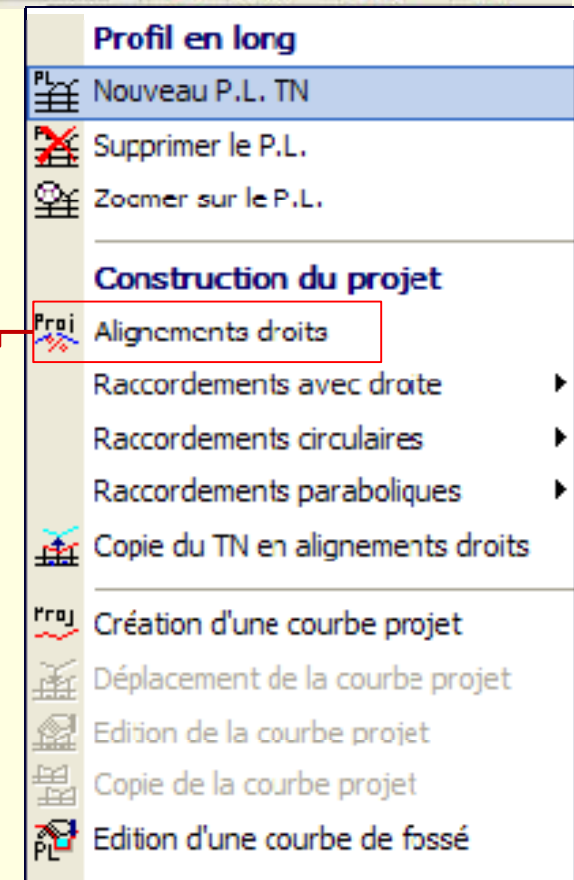 Profil en long
Nouveau P.L. TN
Supprimer le P.L.
Zoomer sur le P.L.
Construction du projet
Alignements droits
Raccordements avec droite
Raccordements circulaires
Raccordements paraboliques
Copie du TN en alignements droits
Création d'une courbe projet
Déplacement de la courbe projet
Edition de la courbe projet
Copie de la courbe projet
Edition d'une courbe de fossé